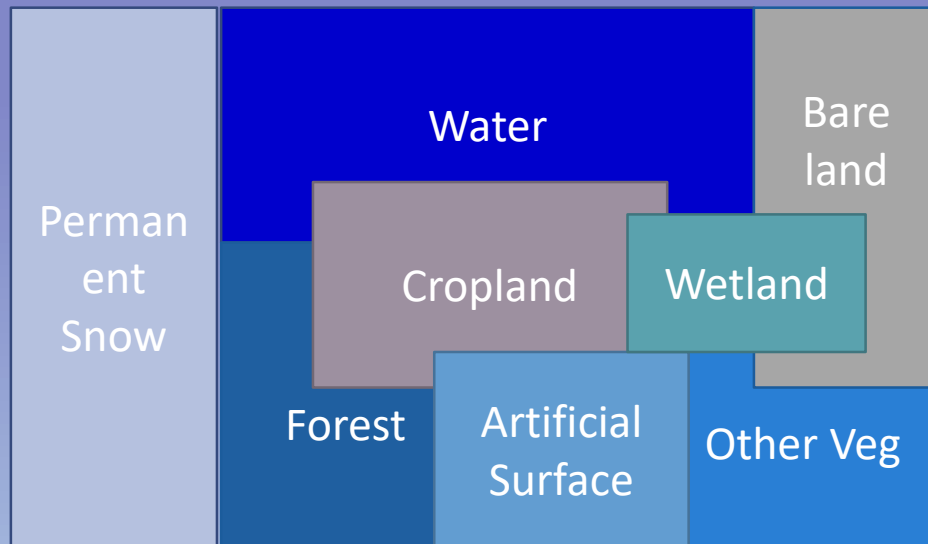 Water
Bare
land
Perman
ent
Snow
Cropland
Wetland
Forest
Artificial
Surface
Other Veg